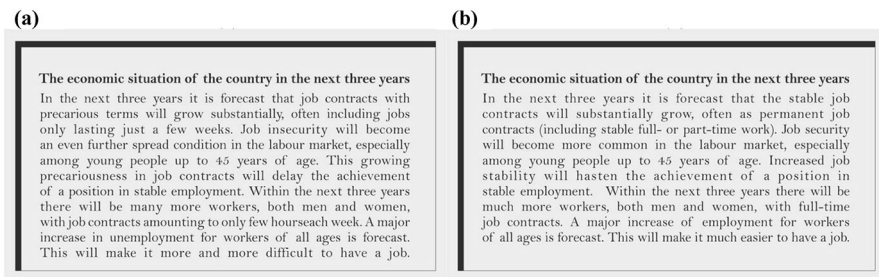 (a)
The economic situation of the country in the next three years
In the next three years it is forecast that job contracts with
precarious terms will grow substantially, often including jobs
only lasting just a few weeks. Job insecurity will become
an even further spread condition in the labour market, especially
among young people up to 45 years of age. This growing
precariousness in job contracts will delay the achievement
of a position in stable employment. Within the next three years
there will be many more workers, both men and women,
with job contracts amounting to only few hourseach week. A major
increase in unemployment for workers of all ages is forecast.
This will make it more and more difficult to have a job.
(b)
The economic situation of the country in the next three years
In the next three years it is forecast that the stable job
contracts will substantially grow, often as permanent job
contracts (including stable full- or part-time work). Job security
will become more common in the labour market, especially
among young people up to 45 years of age. Increased job
stability will hasten the achievement of a position in
stable employment. Within the next three years there will be
much more workers, both men and women, with full-time
job contracts. A major increase of employment for workers
of all ages is forecast. This will make it much easier to have a job.